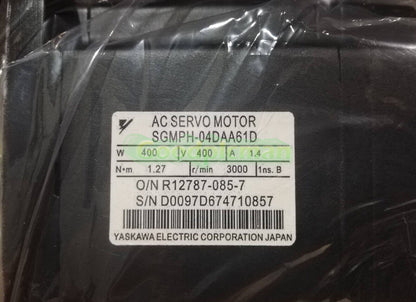 AC SERVO MOTOR
SGMPH-04DAA61D
W 400 V 400 A 1.4
N•m 1.27 r/min 3000 1ns. B
O/N R12787-085-7
S/N D0097D674710857
YASKAWA ELECTRIC CORPORATION JAPAN